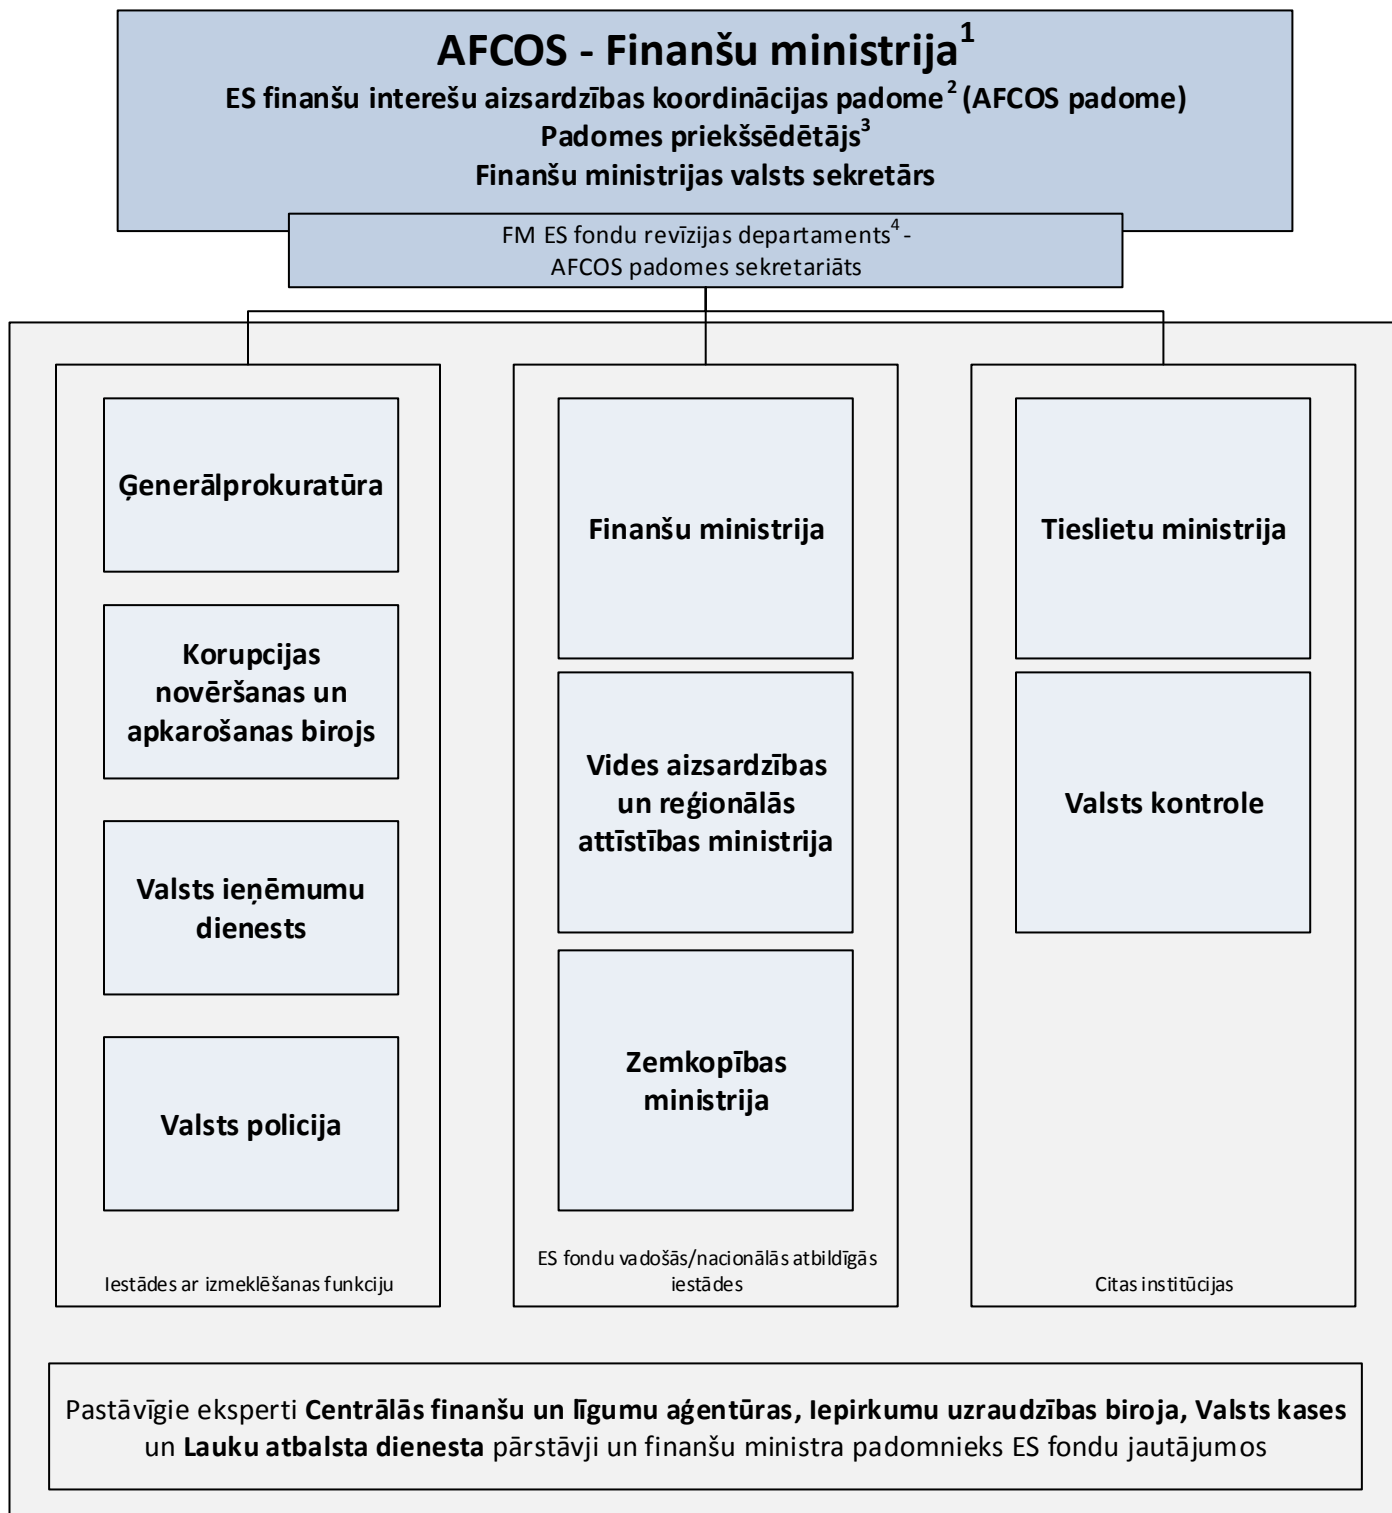 AFCOS - Finanšu ministrija1
ES finanšu interešu aizsardzības koordinācijas padome2 (AFCOS padome)
Padomes priekšsēdētājs3
Finanšu ministrijas valsts sekretārs
FM ES fondu revīzijas departaments4 -
AFCOS padomes sekretariāts
Ģenerālprokuratūra
Korupcijas
novēršanas un
apkarošanas birojs
Valsts ieņēmumu
dienests
Valsts policija
Iestādes ar izmeklēšanas funkciju
Finanšu ministrija
Vides aizsardzības
un reģionālās
attīstības ministrija
Zemkopības
ministrija
ES fondu vadošās/nacionālās atbildīgās
iestādes
Tieslietu ministrija
Valsts kontrole
Citas institūcijas
Pastāvīgie eksperti Centrālās finanšu un līgumu aģentūras, Iepirkumu uzraudzības biroja, Valsts kases
un Lauku atbalsta dienesta pārstāvji un finanšu ministra padomnieks ES fondu jautājumos